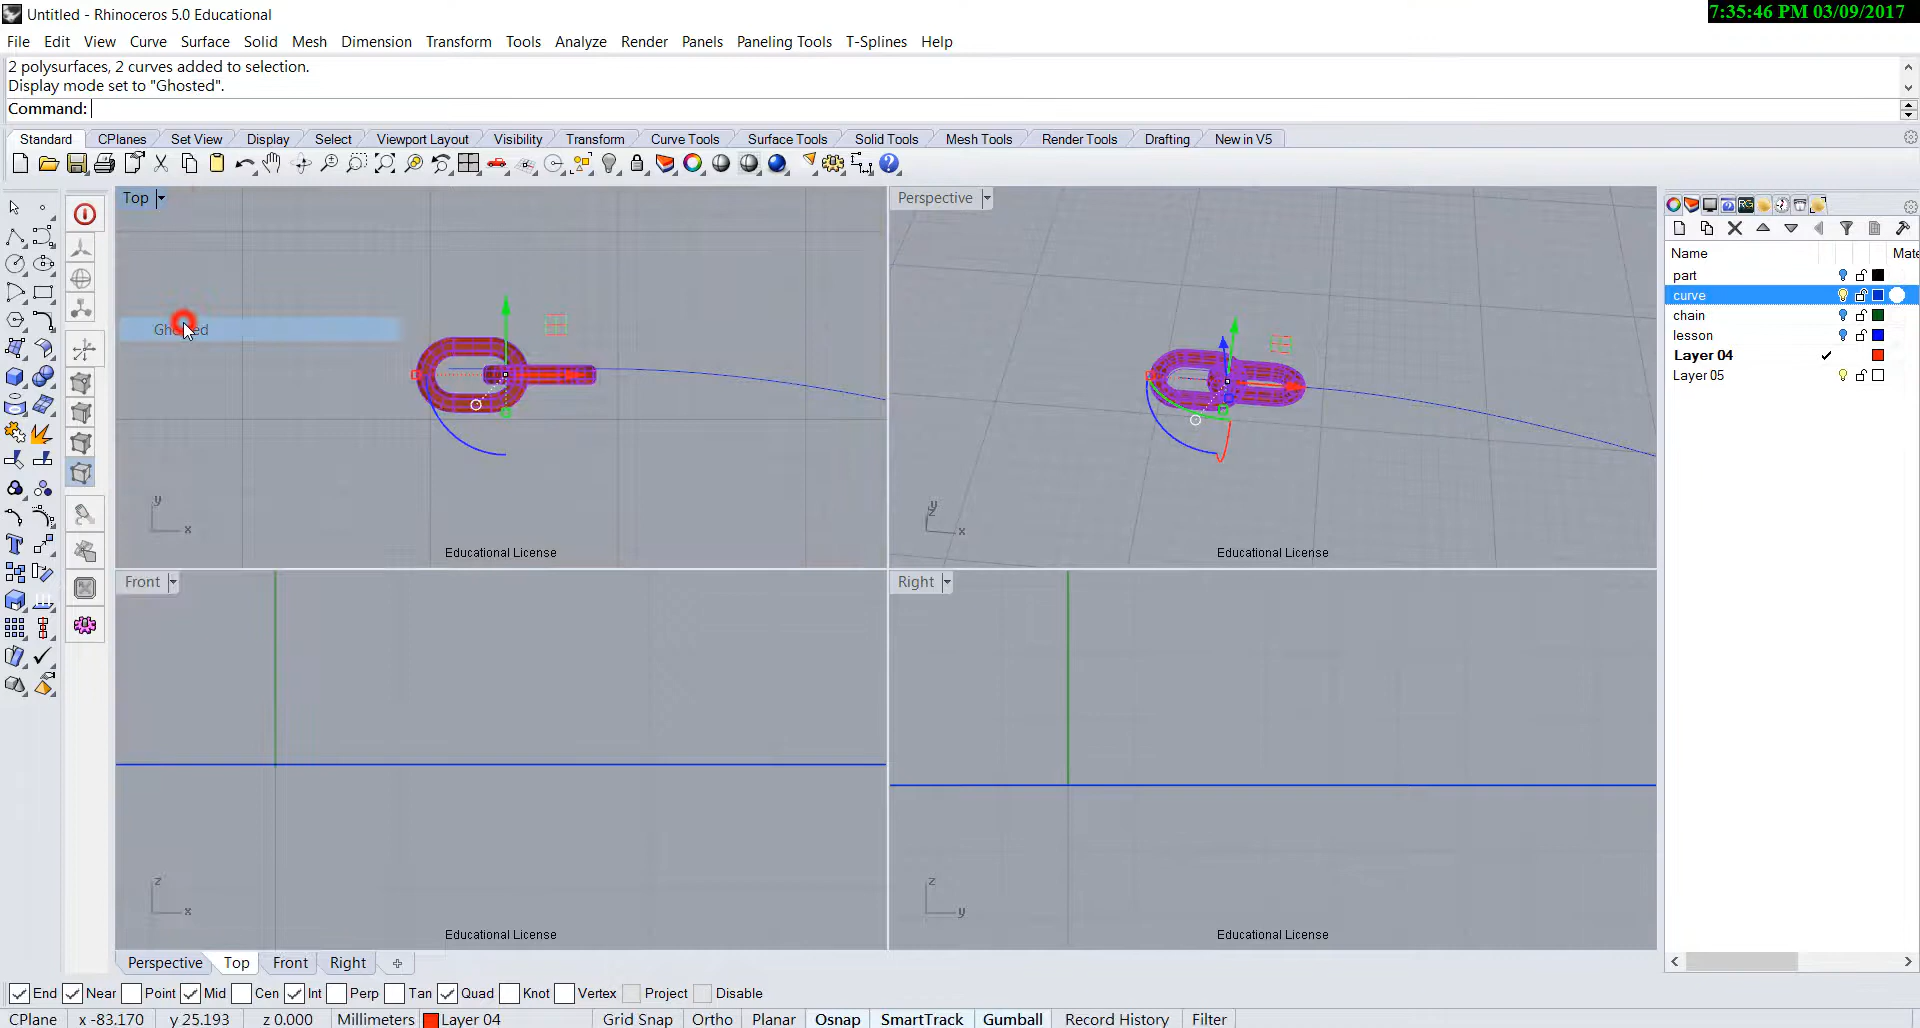 Untitled - Rhinoceros 5.0 Educational
7:35:46 PM 03/09/2017
File Edit View Curve Surface Solid Mesh Dimension Transform Tools Analyze Render Panels Paneling Tools T-Splines Help
2 polysurfaces, 2 curves added to selection.
Display mode set to "Ghosted".
Command:
Standard CPlanes Set View Display Select Viewport Layout Visibility Transform Curve Tools Surface Tools Solid Tools Mesh Tools Render Tools Drafting New in V5
Top
Perspective
Name Mate
part
curve
chain
lesson
Layer 04
Layer 05
Ghosted
y
x
Educational License
y
z
x
Educational License
Front
Right
z
x
Educational License
z
y
Educational License
Perspective Top Front Right
End Near Point Mid Cen Int Perp Tan Quad Knot Vertex Project Disable
CPlane x -83.170 y 25.193 z 0.000 Millimeters Layer 04 Grid Snap Ortho Planar Osnap SmartTrack Gumball Record History Filter